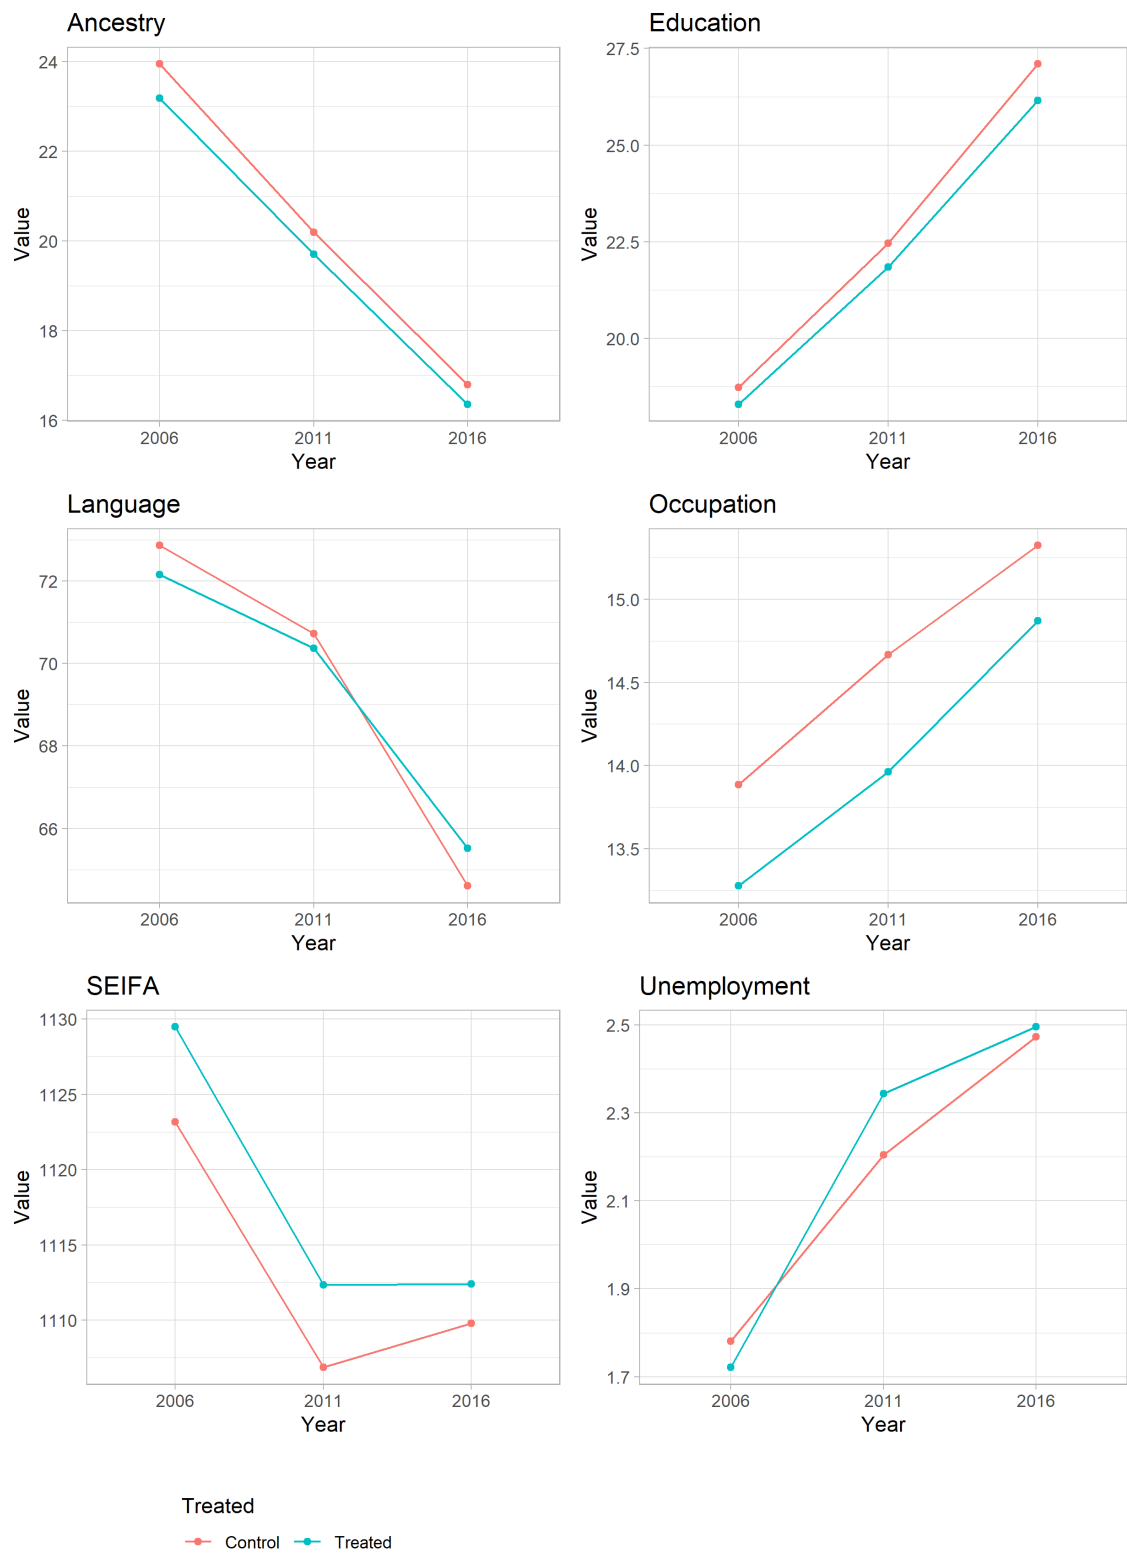 Ancestry
Education
24
22
20
18
16
Value
2006 2011 2016
Year
27.5
25.0
22.5
20.0
Value
2006 2011 2016
Year
Language
Occupation
72
70
68
66
Value
2006 2011 2016
Year
15.0
14.5
14.0
13.5
Value
2006 2011 2016
Year
SEIFA
Unemployment
1130
1125
1120
1115
1110
Value
2006 2011 2016
Year
2.5
2.3
2.1
1.9
1.7
Value
2006 2011 2016
Year
Treated
Control Treated